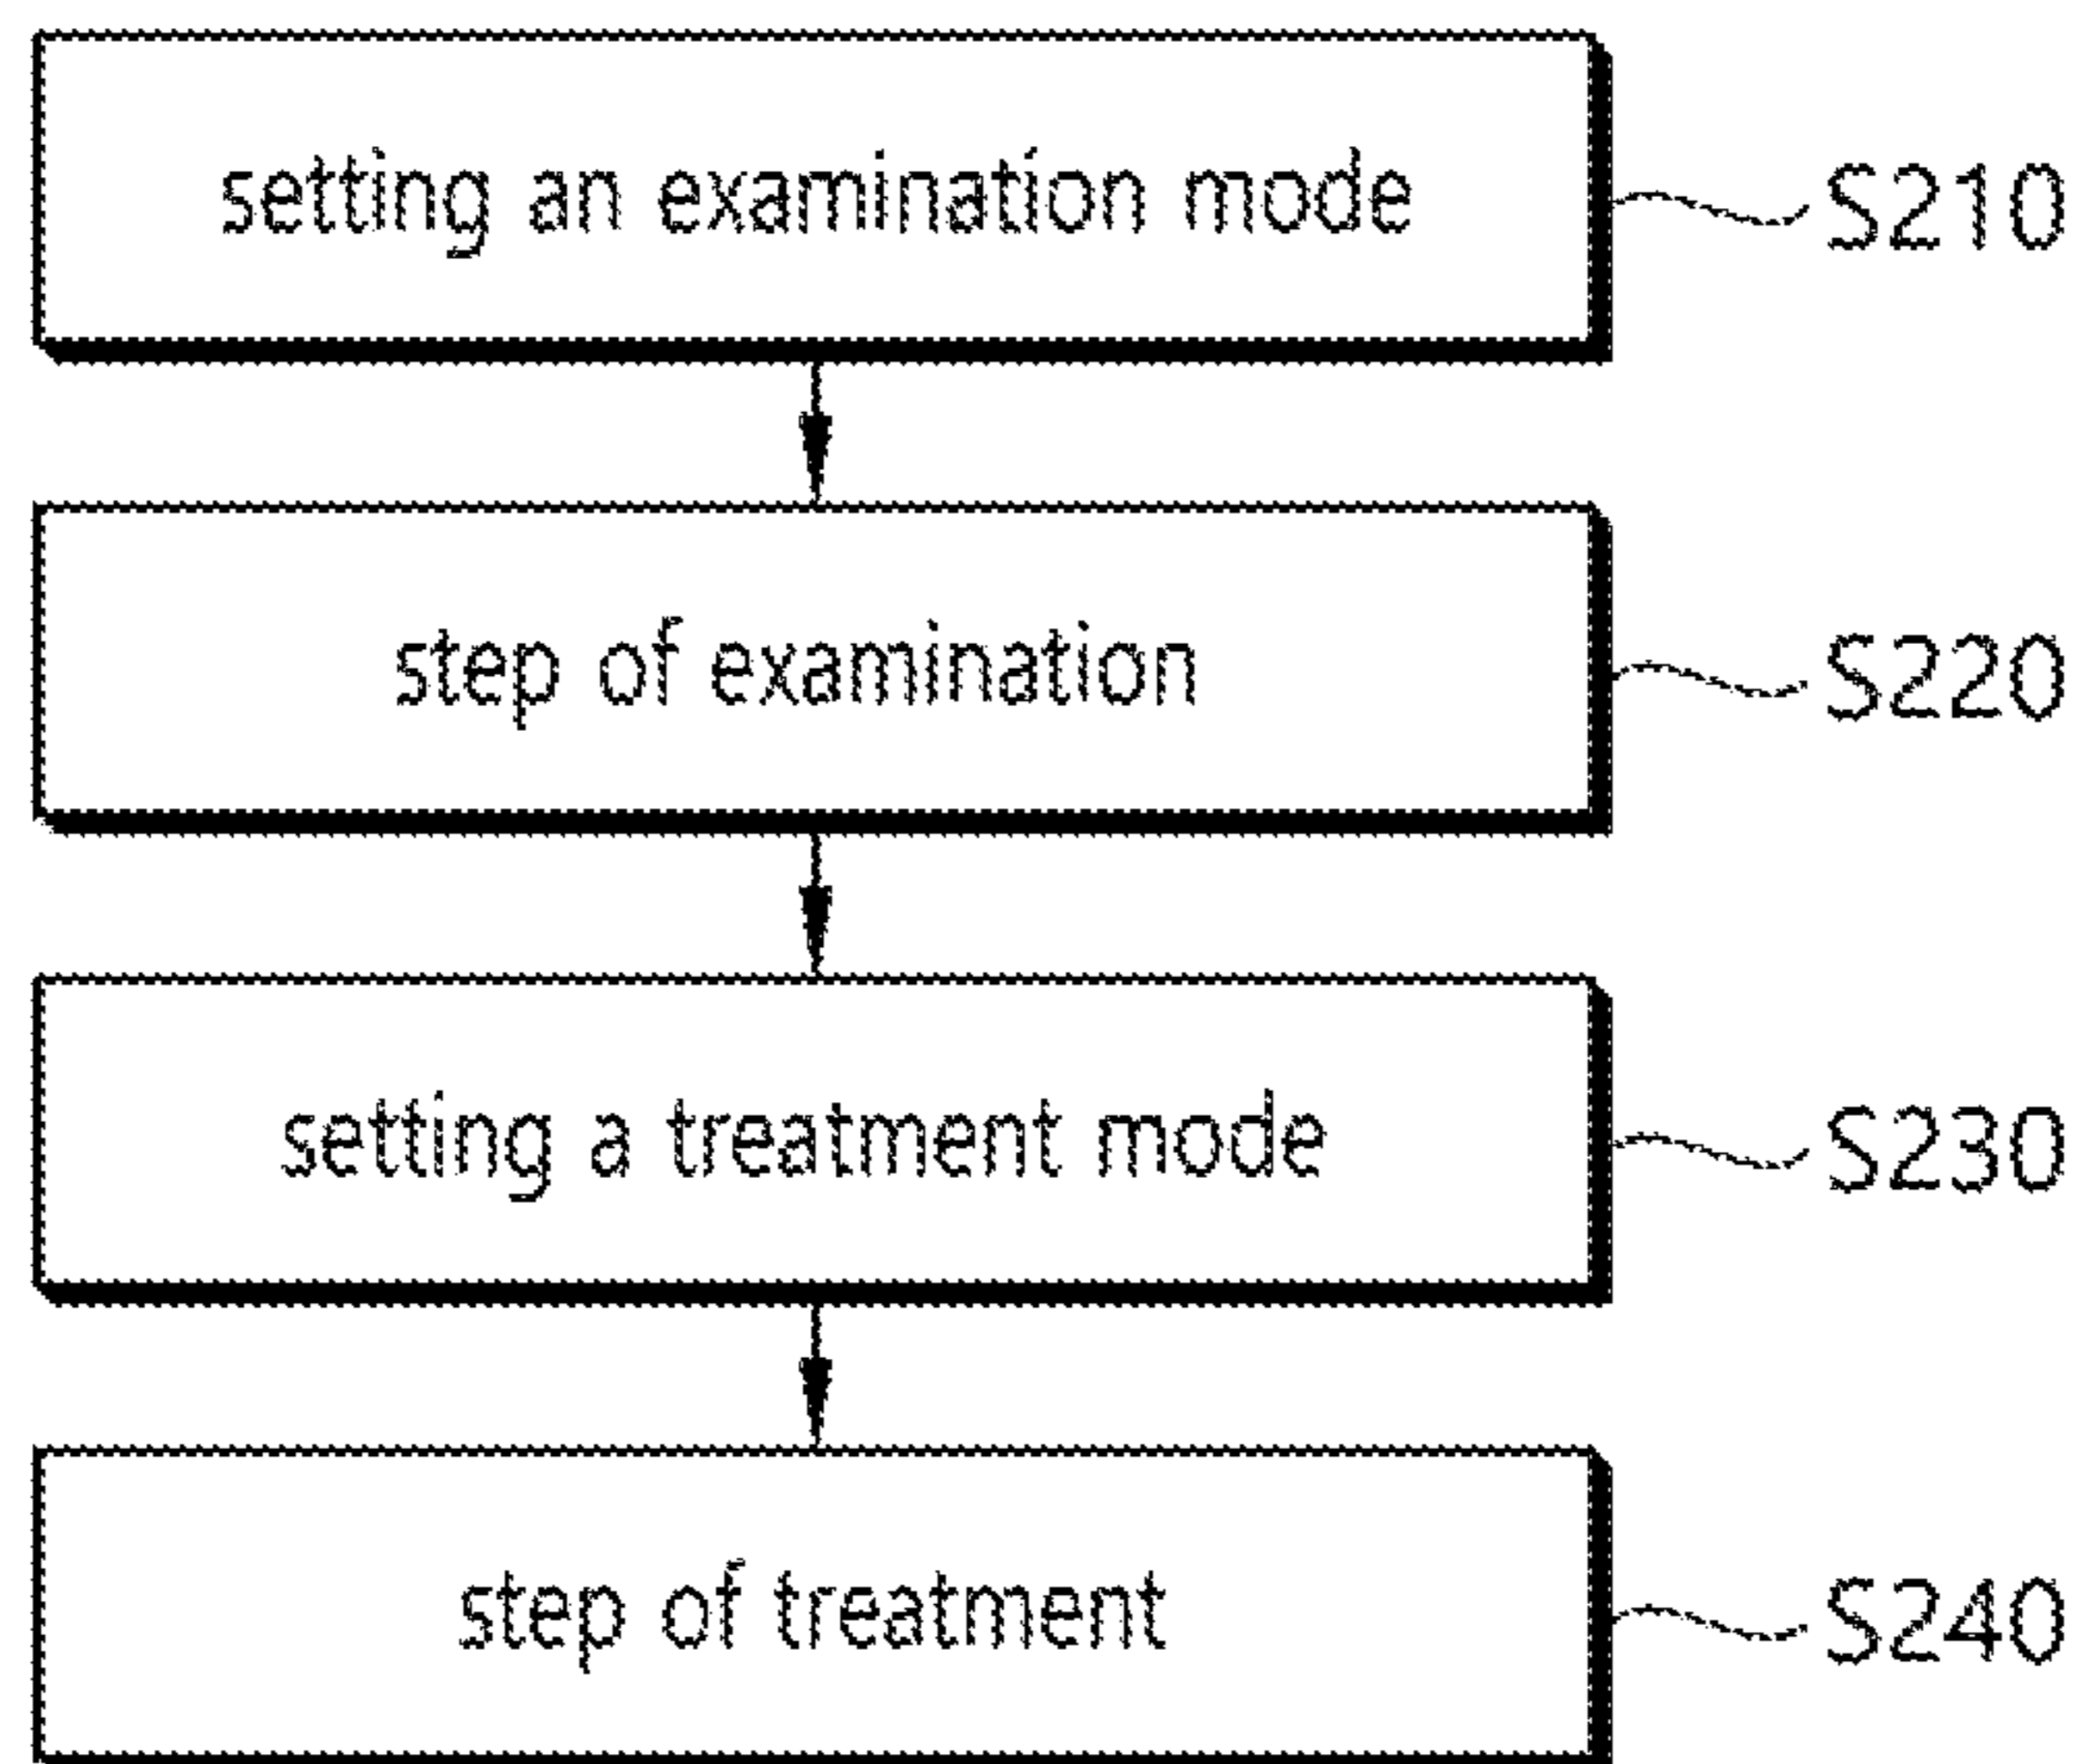 setting an examination mode S210
step of examination S220
setting a treatment mode S230
step of treatment S240